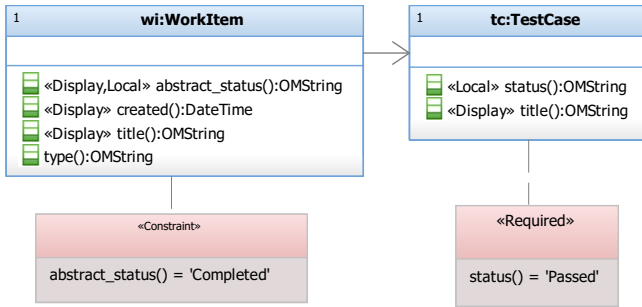 1
wi:WorkItem
«Display,Local» abstract_status():OMString
«Display» created():DateTime
«Display» title():OMString
type():OMString
1
tc:TestCase
«Local» status():OMString
«Display» title():OMString
«Constraint»
abstract_status() = 'Completed'
«Required»
status() = 'Passed'